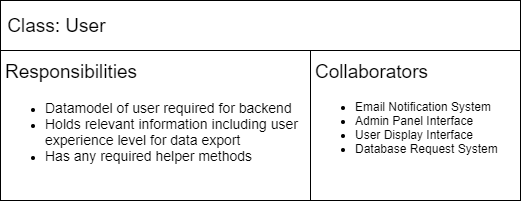 Class: User
Responsibilities
• Datamodel of user required for backend
• Holds relevant information including user
experience level for data export
• Has any required helper methods
Collaborators
• Email Notification System
• Admin Panel Interface
• User Display Interface
• Database Request System